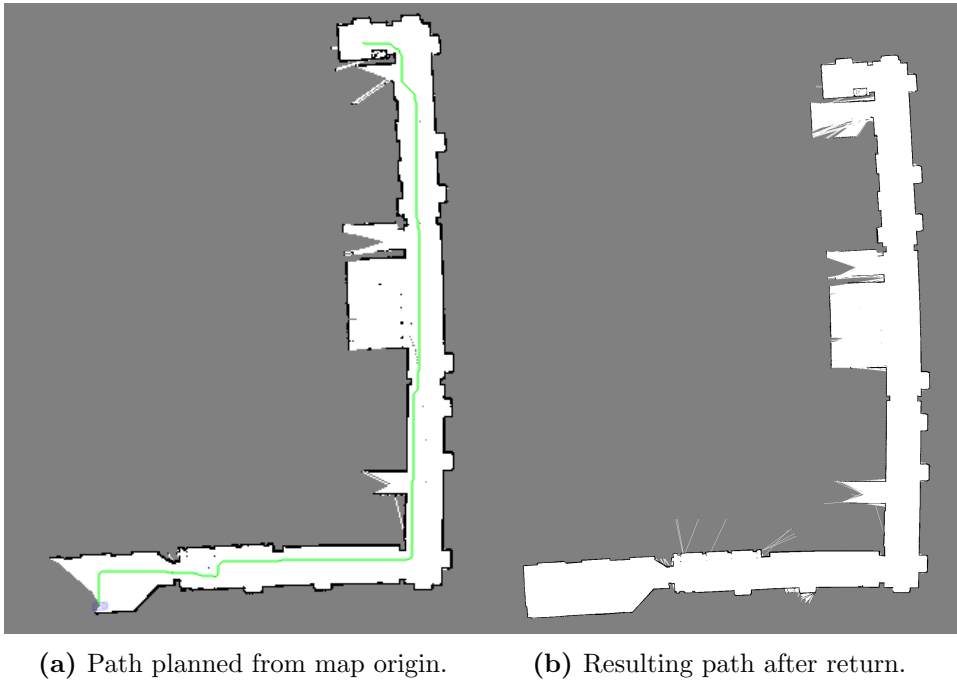 (a) Path planned from map origin.
(b) Resulting path after return.